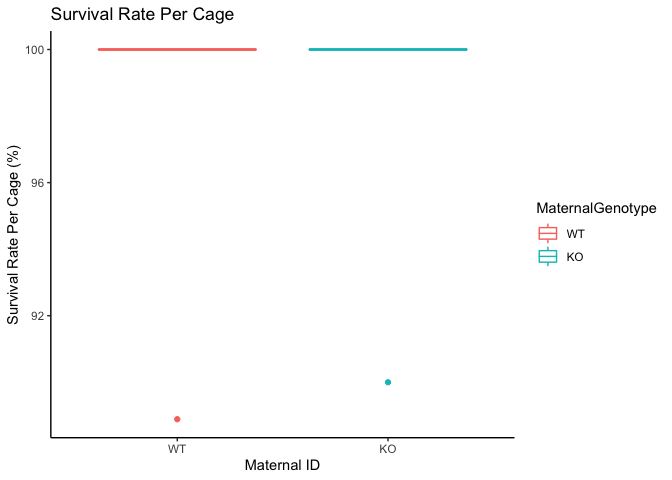 Survival Rate Per Cage
Survival Rate Per Cage (%)
100
96
92
WT
KO
Maternal ID
MaternalGenotype
WT
KO